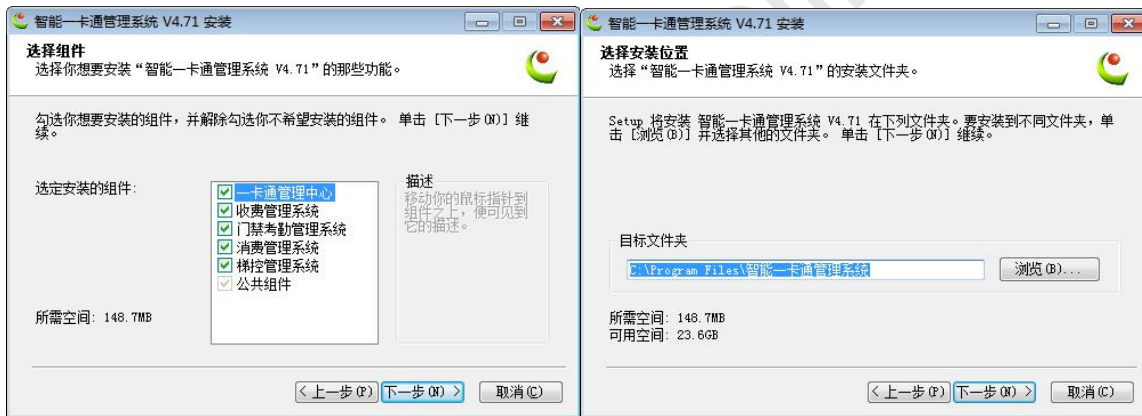 智能一卡通管理系统 V4.71 安装
选择组件
选择你想要安装“智能一卡通管理系统 V4.71”的那些功能。
勾选你想要安装的组件，并解除勾选你不希望安装的组件。 单击 [下一步(N)] 继
续。
选定安装的组件:
一卡通管理中心
收费管理系统
门禁考勤管理系统
消费管理系统
梯控管理系统
公共组件
描述
移动你的鼠标指针到
组件之上，便可见到
它的描述。
所需空间: 148.7MB
< 上一步(P) 下一步(N) > 取消(C)
智能一卡通管理系统 V4.71 安装
选择安装位置
选择“智能一卡通管理系统 V4.71”的安装文件夹。
Setup 将安装 智能一卡通管理系统 V4.71 在下列文件夹。要安装到不同文件夹，单
击 [浏览(B)] 并选择其他的文件夹。 单击 [下一步(N)] 继续。
目标文件夹
C:\Program Files\智能一卡通管理系统 浏览(B)...
所需空间: 148.7MB
可用空间: 23.6GB
< 上一步(P) 下一步(N) > 取消(C)